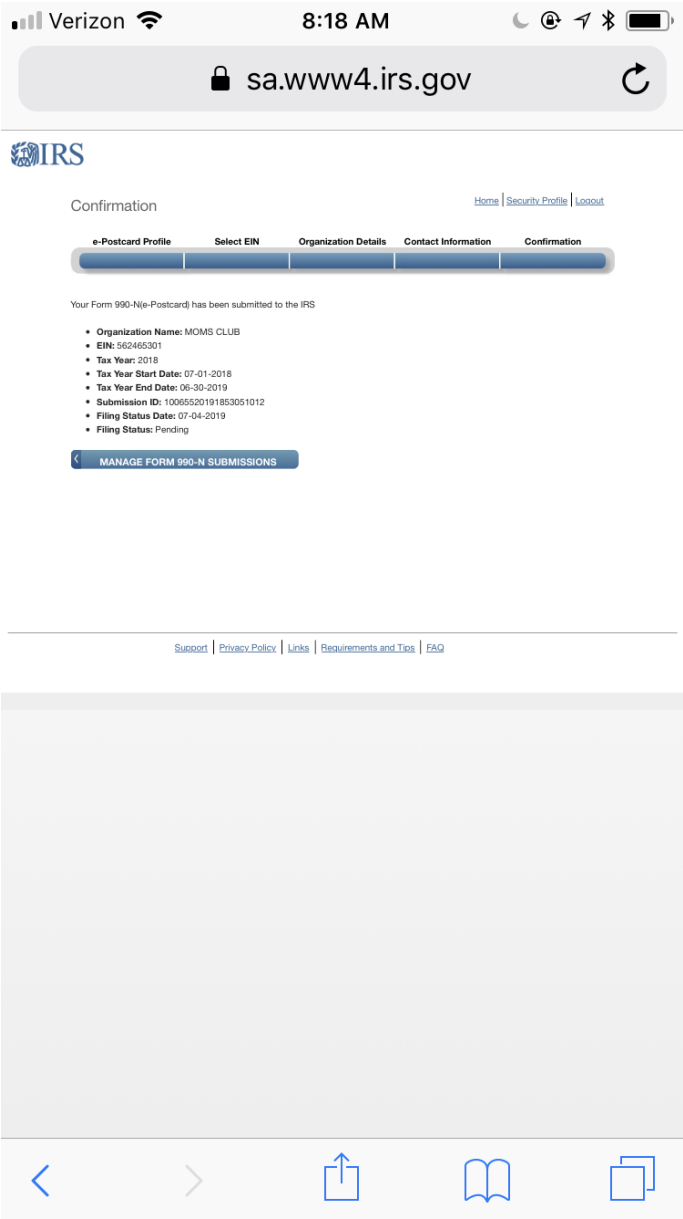 Verizon 8:18 AM
sa.www4.irs.gov
IRS
Confirmation
Home | Security Profile | Logout
e-Postcard Profile Select EIN Organization Details Contact Information Confirmation
Your Form 990-N(e-Postcard) has been submitted to the IRS
• Organization Name: MOMS CLUB
• EIN: 562465301
• Tax Year: 2018
• Tax Year Start Date: 07-01-2018
• Tax Year End Date: 06-30-2019
• Submission ID: 10065520191853051012
• Filing Status Date: 07-04-2019
• Filing Status: Pending
MANAGE FORM 990-N SUBMISSIONS
Support | Privacy Policy | Links | Requirements and Tips | FAQ